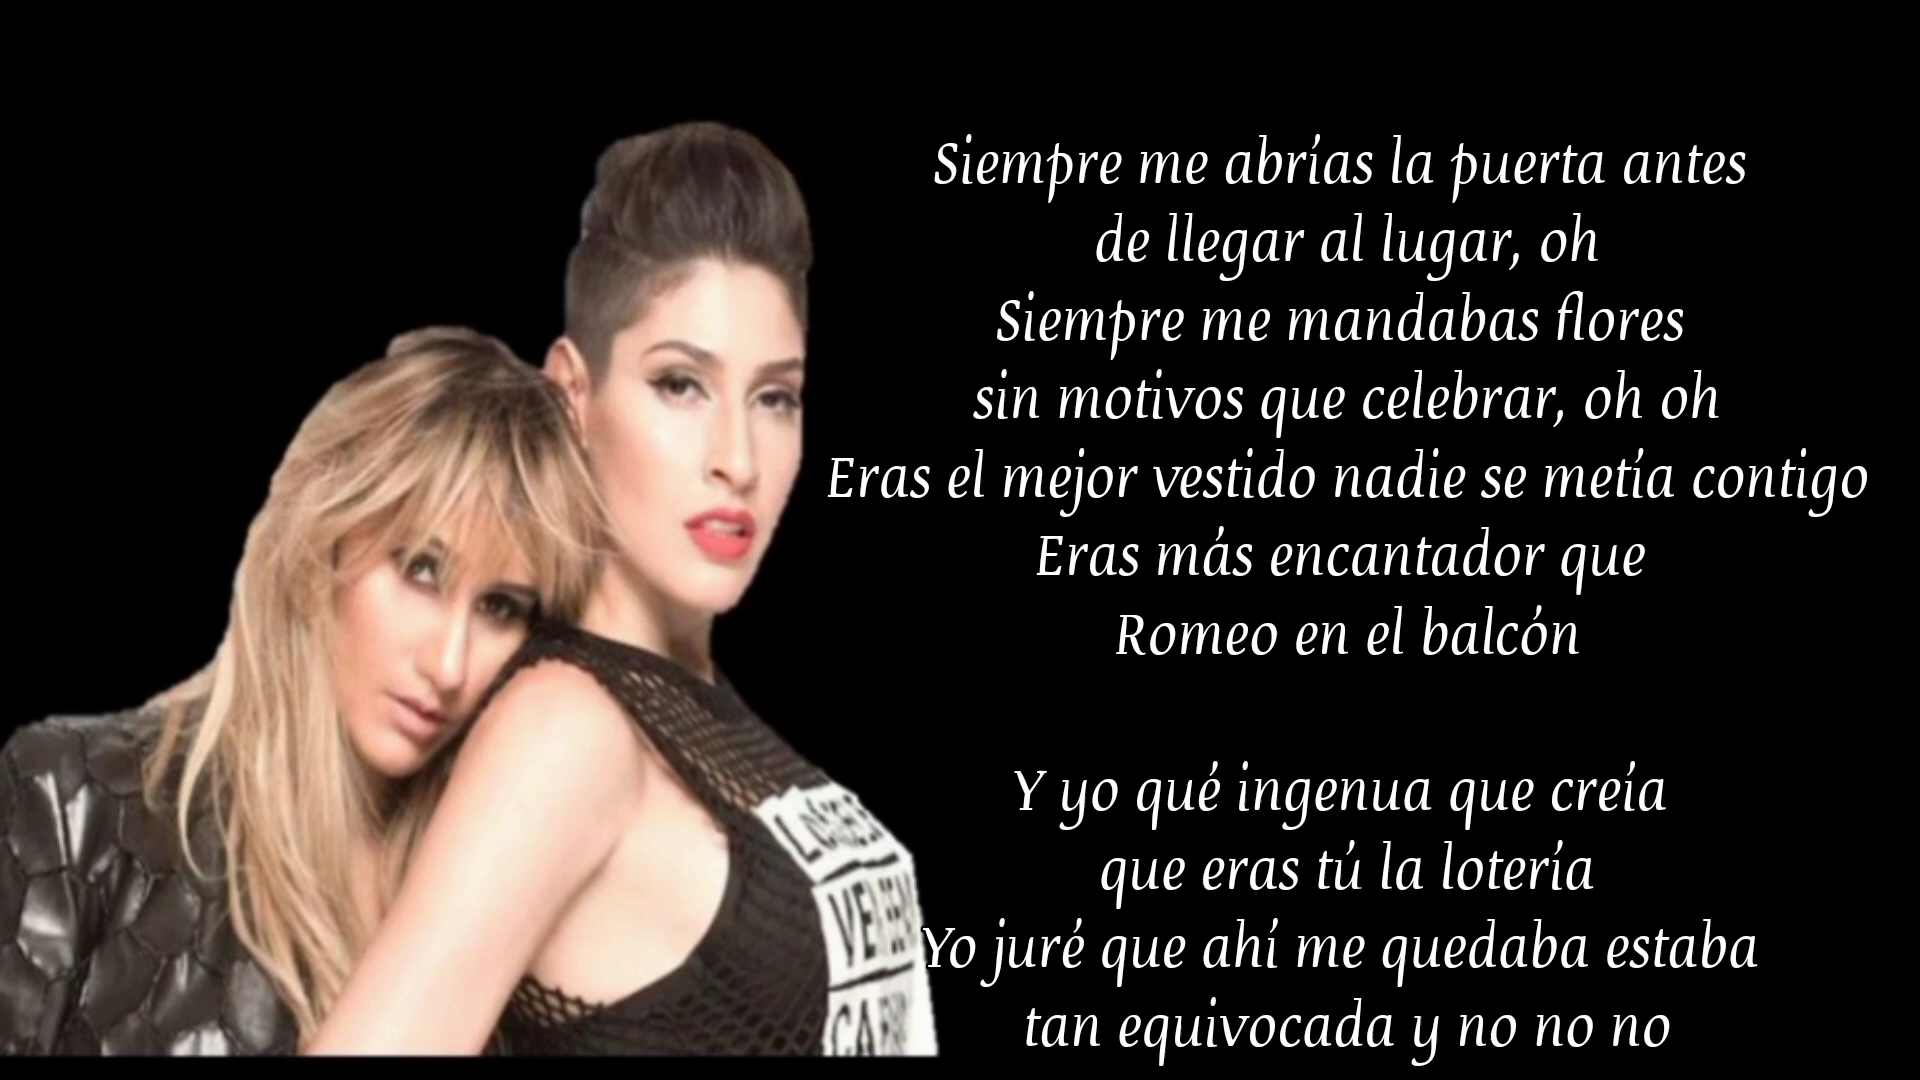 Siempre me abrías la puerta antes
de llegar al lugar, oh
Siempre me mandabas flores
sin motivos que celebrar, oh oh
Eras el mejor vestido nadie se metía contigo
Eras más encantador que
Romeo en el balcón
Y yo qué ingenua que creía
que eras tú la lotería
Yo juré que ahí me quedaba estaba
tan equivocada y no no no